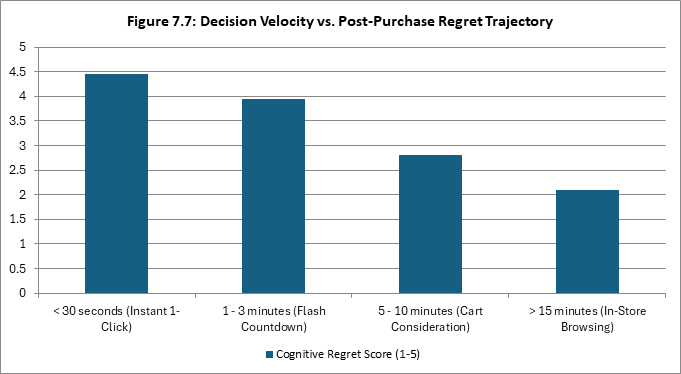 Figure 7.7: Decision Velocity vs. Post-Purchase Regret Trajectory
5
4.5
4
3.5
3
2.5
2
1.5
1
0.5
0
< 30 seconds (Instant 1-
Click)
1 - 3 minutes (Flash
Countdown)
5 - 10 minutes (Cart
Consideration)
> 15 minutes (In-Store
Browsing)
Cognitive Regret Score (1-5)